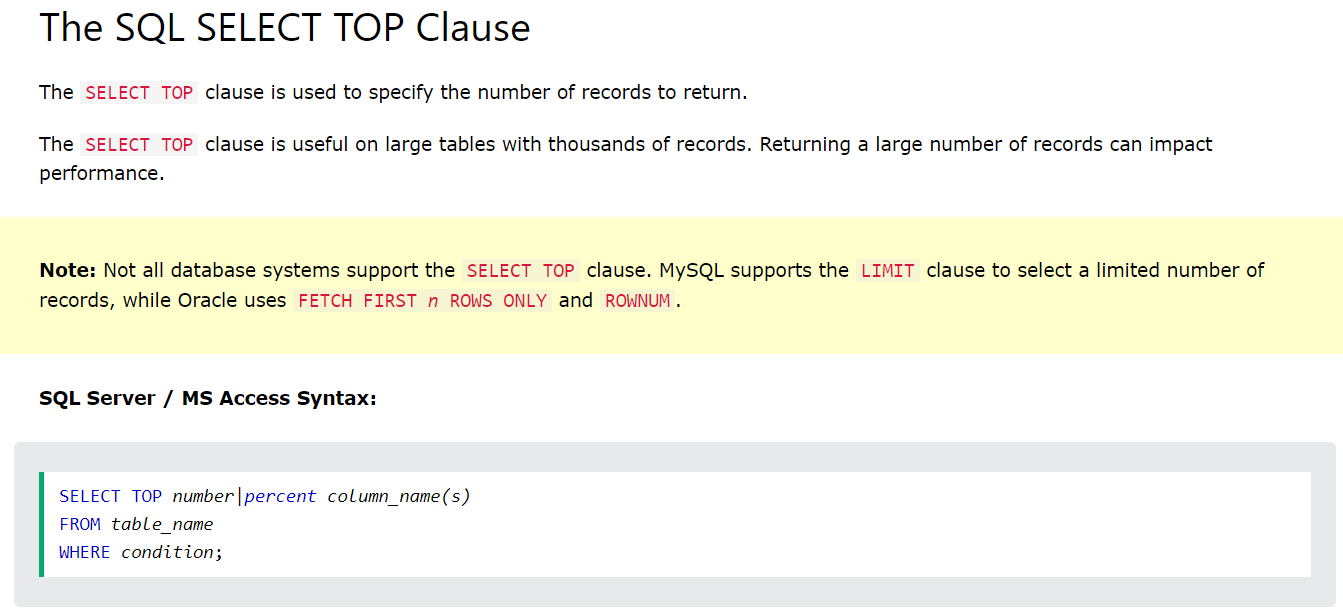 The SQL SELECT TOP Clause
The SELECT TOP clause is used to specify the number of records to return.
The SELECT TOP clause is useful on large tables with thousands of records. Returning a large number of records can impact
performance.
Note: Not all database systems support the SELECT TOP clause. MySQL supports the LIMIT clause to select a limited number of
records, while Oracle uses FETCH FIRST n ROWS ONLY and ROWNUM.
SQL Server / MS Access Syntax:
SELECT TOP number|percent column_name(s)
FROM table_name
WHERE condition;